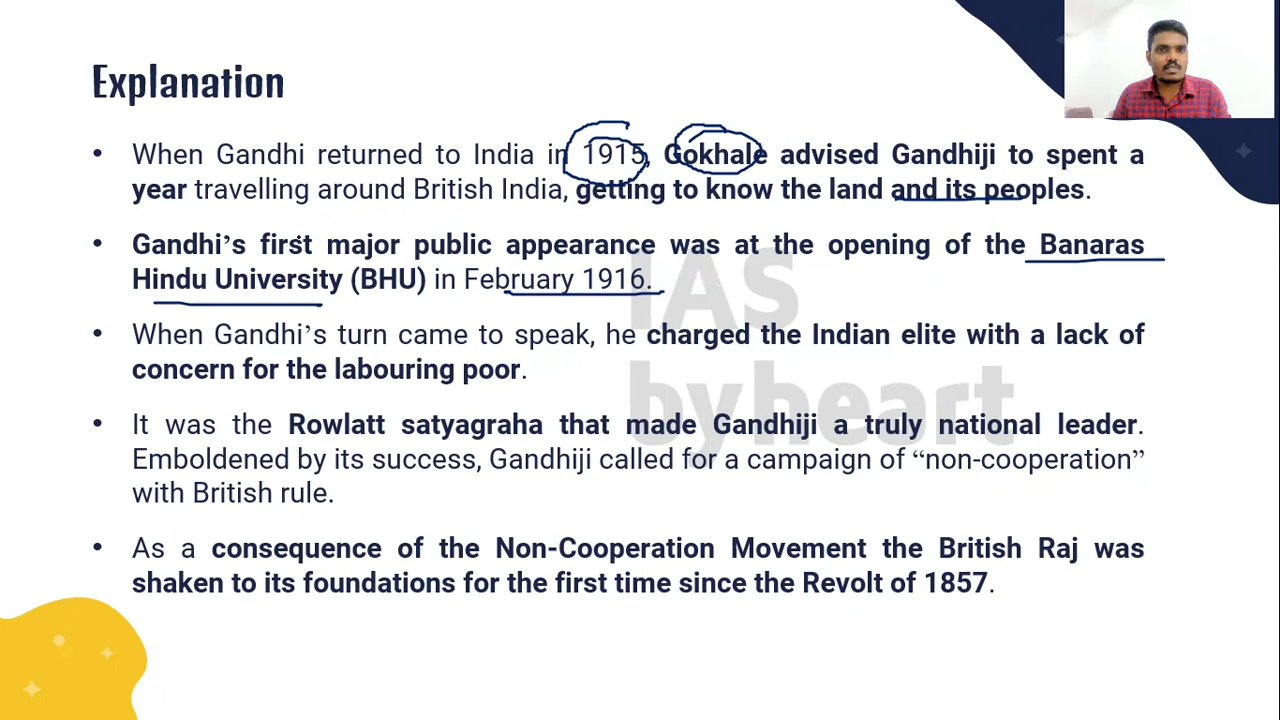 Explanation
• When Gandhi returned to India in 1915, Gokhale advised Gandhiji to spent a
year travelling around British India, getting to know the land and its peoples.
• Gandhi’s first major public appearance was at the opening of the Banaras
Hindu University (BHU) in February 1916.
• When Gandhi’s turn came to speak, he charged the Indian elite with a lack of
concern for the labouring poor.
• It was the Rowlatt satyagraha that made Gandhiji a truly national leader.
Emboldened by its success, Gandhiji called for a campaign of “non-cooperation”
with British rule.
• As a consequence of the Non-Cooperation Movement the British Raj was
shaken to its foundations for the first time since the Revolt of 1857.
IAS
byheart